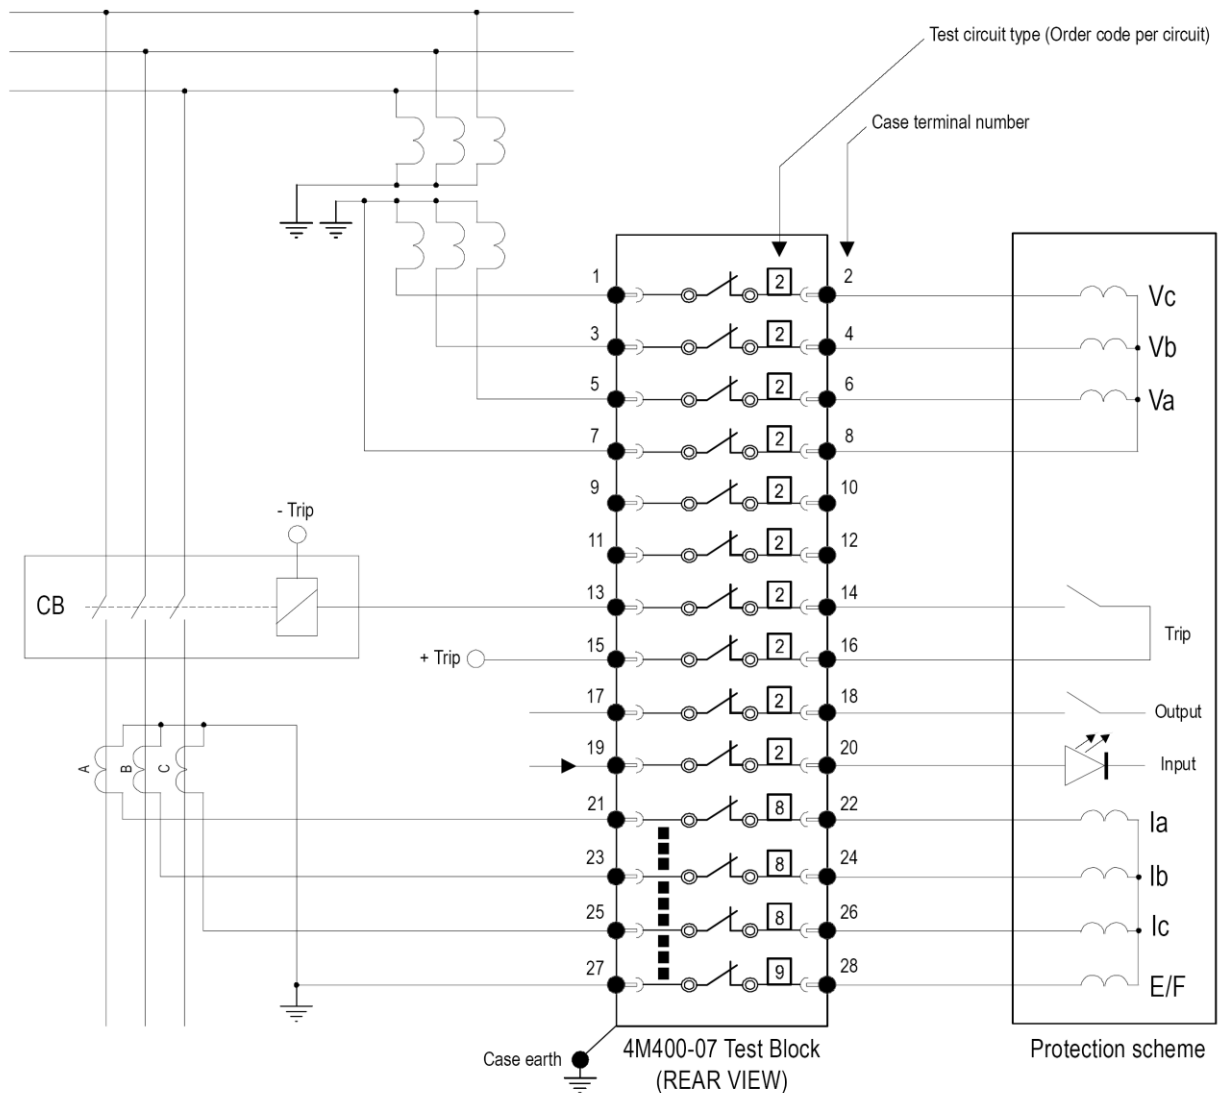 Test circuit type (Order code per circuit)
Case terminal number
1 2 2 Vc
3 2 4 Vb
5 2 6 Va
7 2 8
9 2 10
- Trip
11 2 12
CB
13 2 14
Trip
+ Trip
15 2 16
17 2 18 Output
19 2 20 Input
A B C
21 8 22 Ia
23 8 24 Ib
25 8 26 Ic
27 9 28 E/F
Case earth
4M400-07 Test Block
(REAR VIEW)
Protection scheme